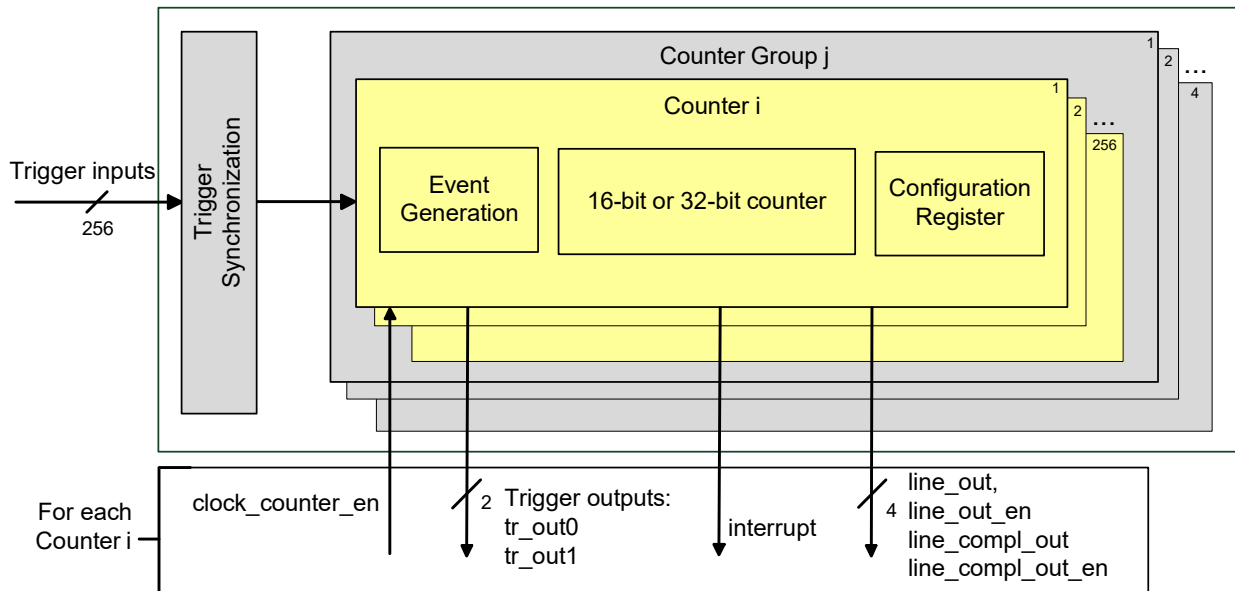 Counter Group j
1
2
...
4
Counter i
1
2
...
256
Trigger inputs
256
Trigger
Synchronization
Event
Generation
16-bit or 32-bit counter
Configuration
Register
For each
Counter i
clock_counter_en
2
Trigger outputs:
tr_out0
tr_out1
interrupt
4
line_out,
line_out_en
line_compl_out
line_compl_out_en